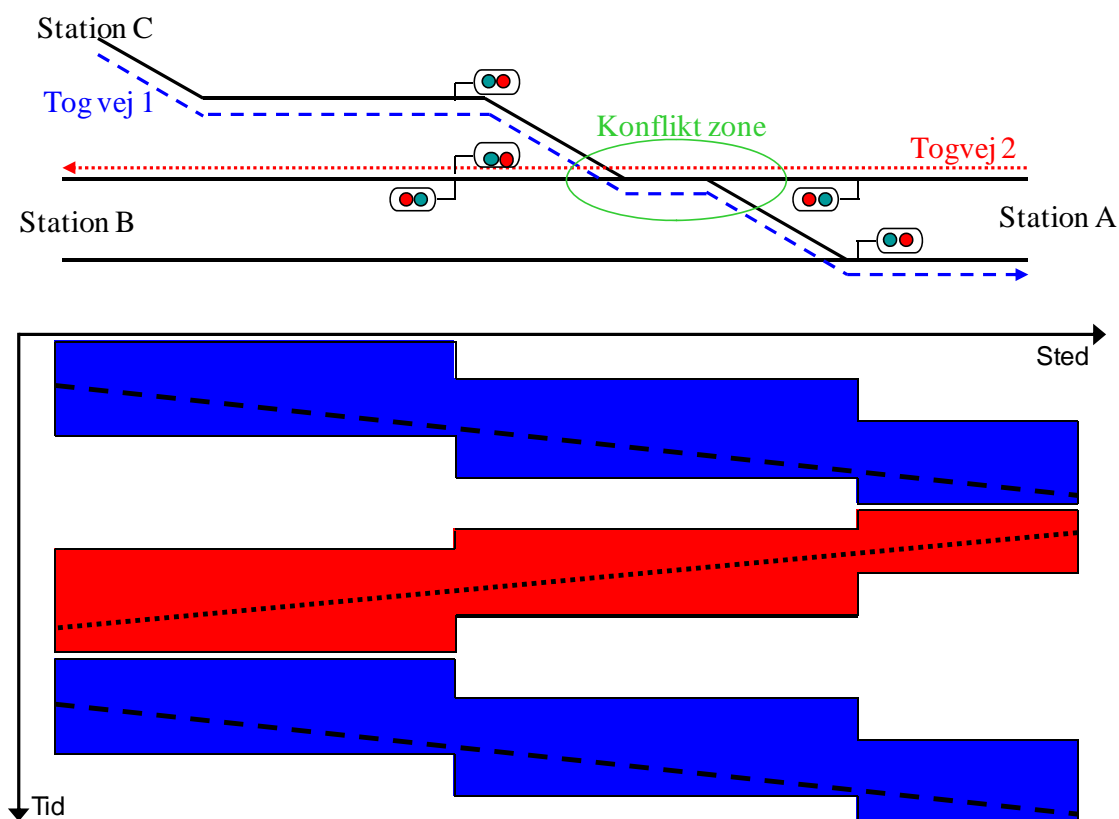 Station C
Tog vej 1
Konflikt zone
Togvej 2
Station B
Station A
Sted
Tid